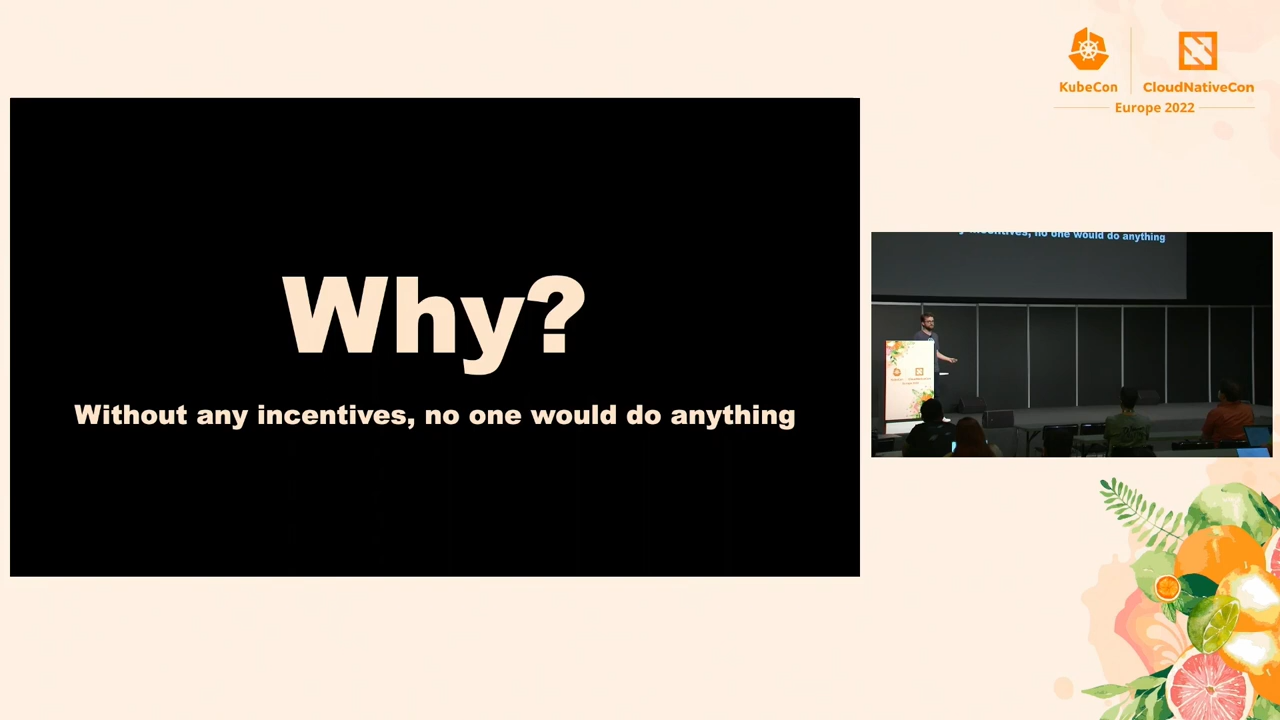 KubeCon
CloudNativeCon
Europe 2022
Why?
Without any incentives, no one would do anything
incentives, no one would do anything